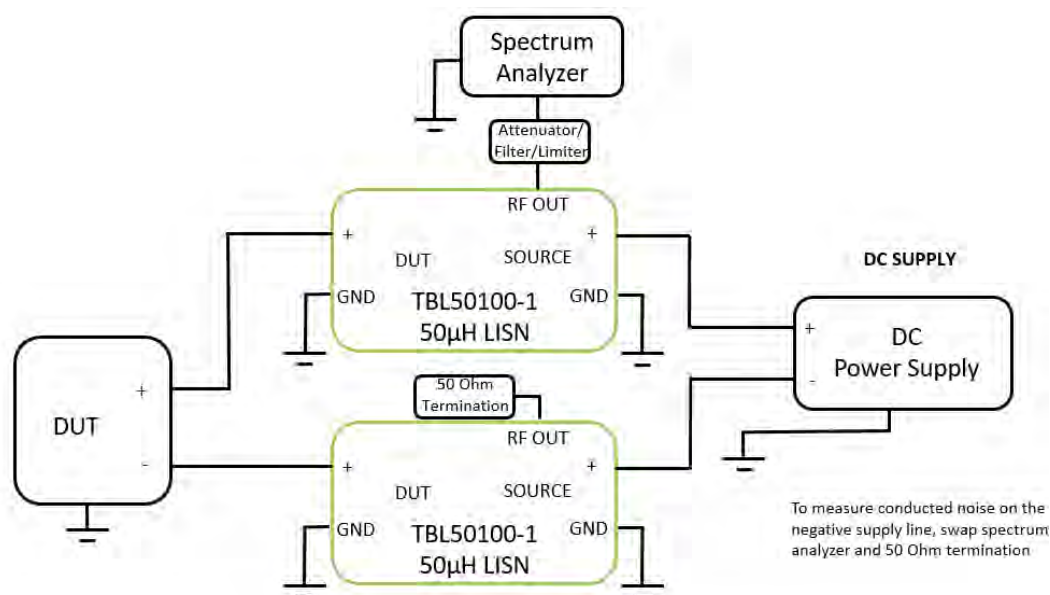 Spectrum
Analyzer
Attenuator/
Filter/Limiter
RF OUT
+
+
DUT
SOURCE
GND
GND
TBL50100-1
50µH LISN
DC SUPPLY
+
-
DC
Power Supply
+
-
DUT
50 Ohm
Termination
RF OUT
+
+
DUT
SOURCE
GND
GND
TBL50100-1
50µH LISN
To measure conducted noise on the
negative supply line, swap spectrum
analyzer and 50 Ohm termination